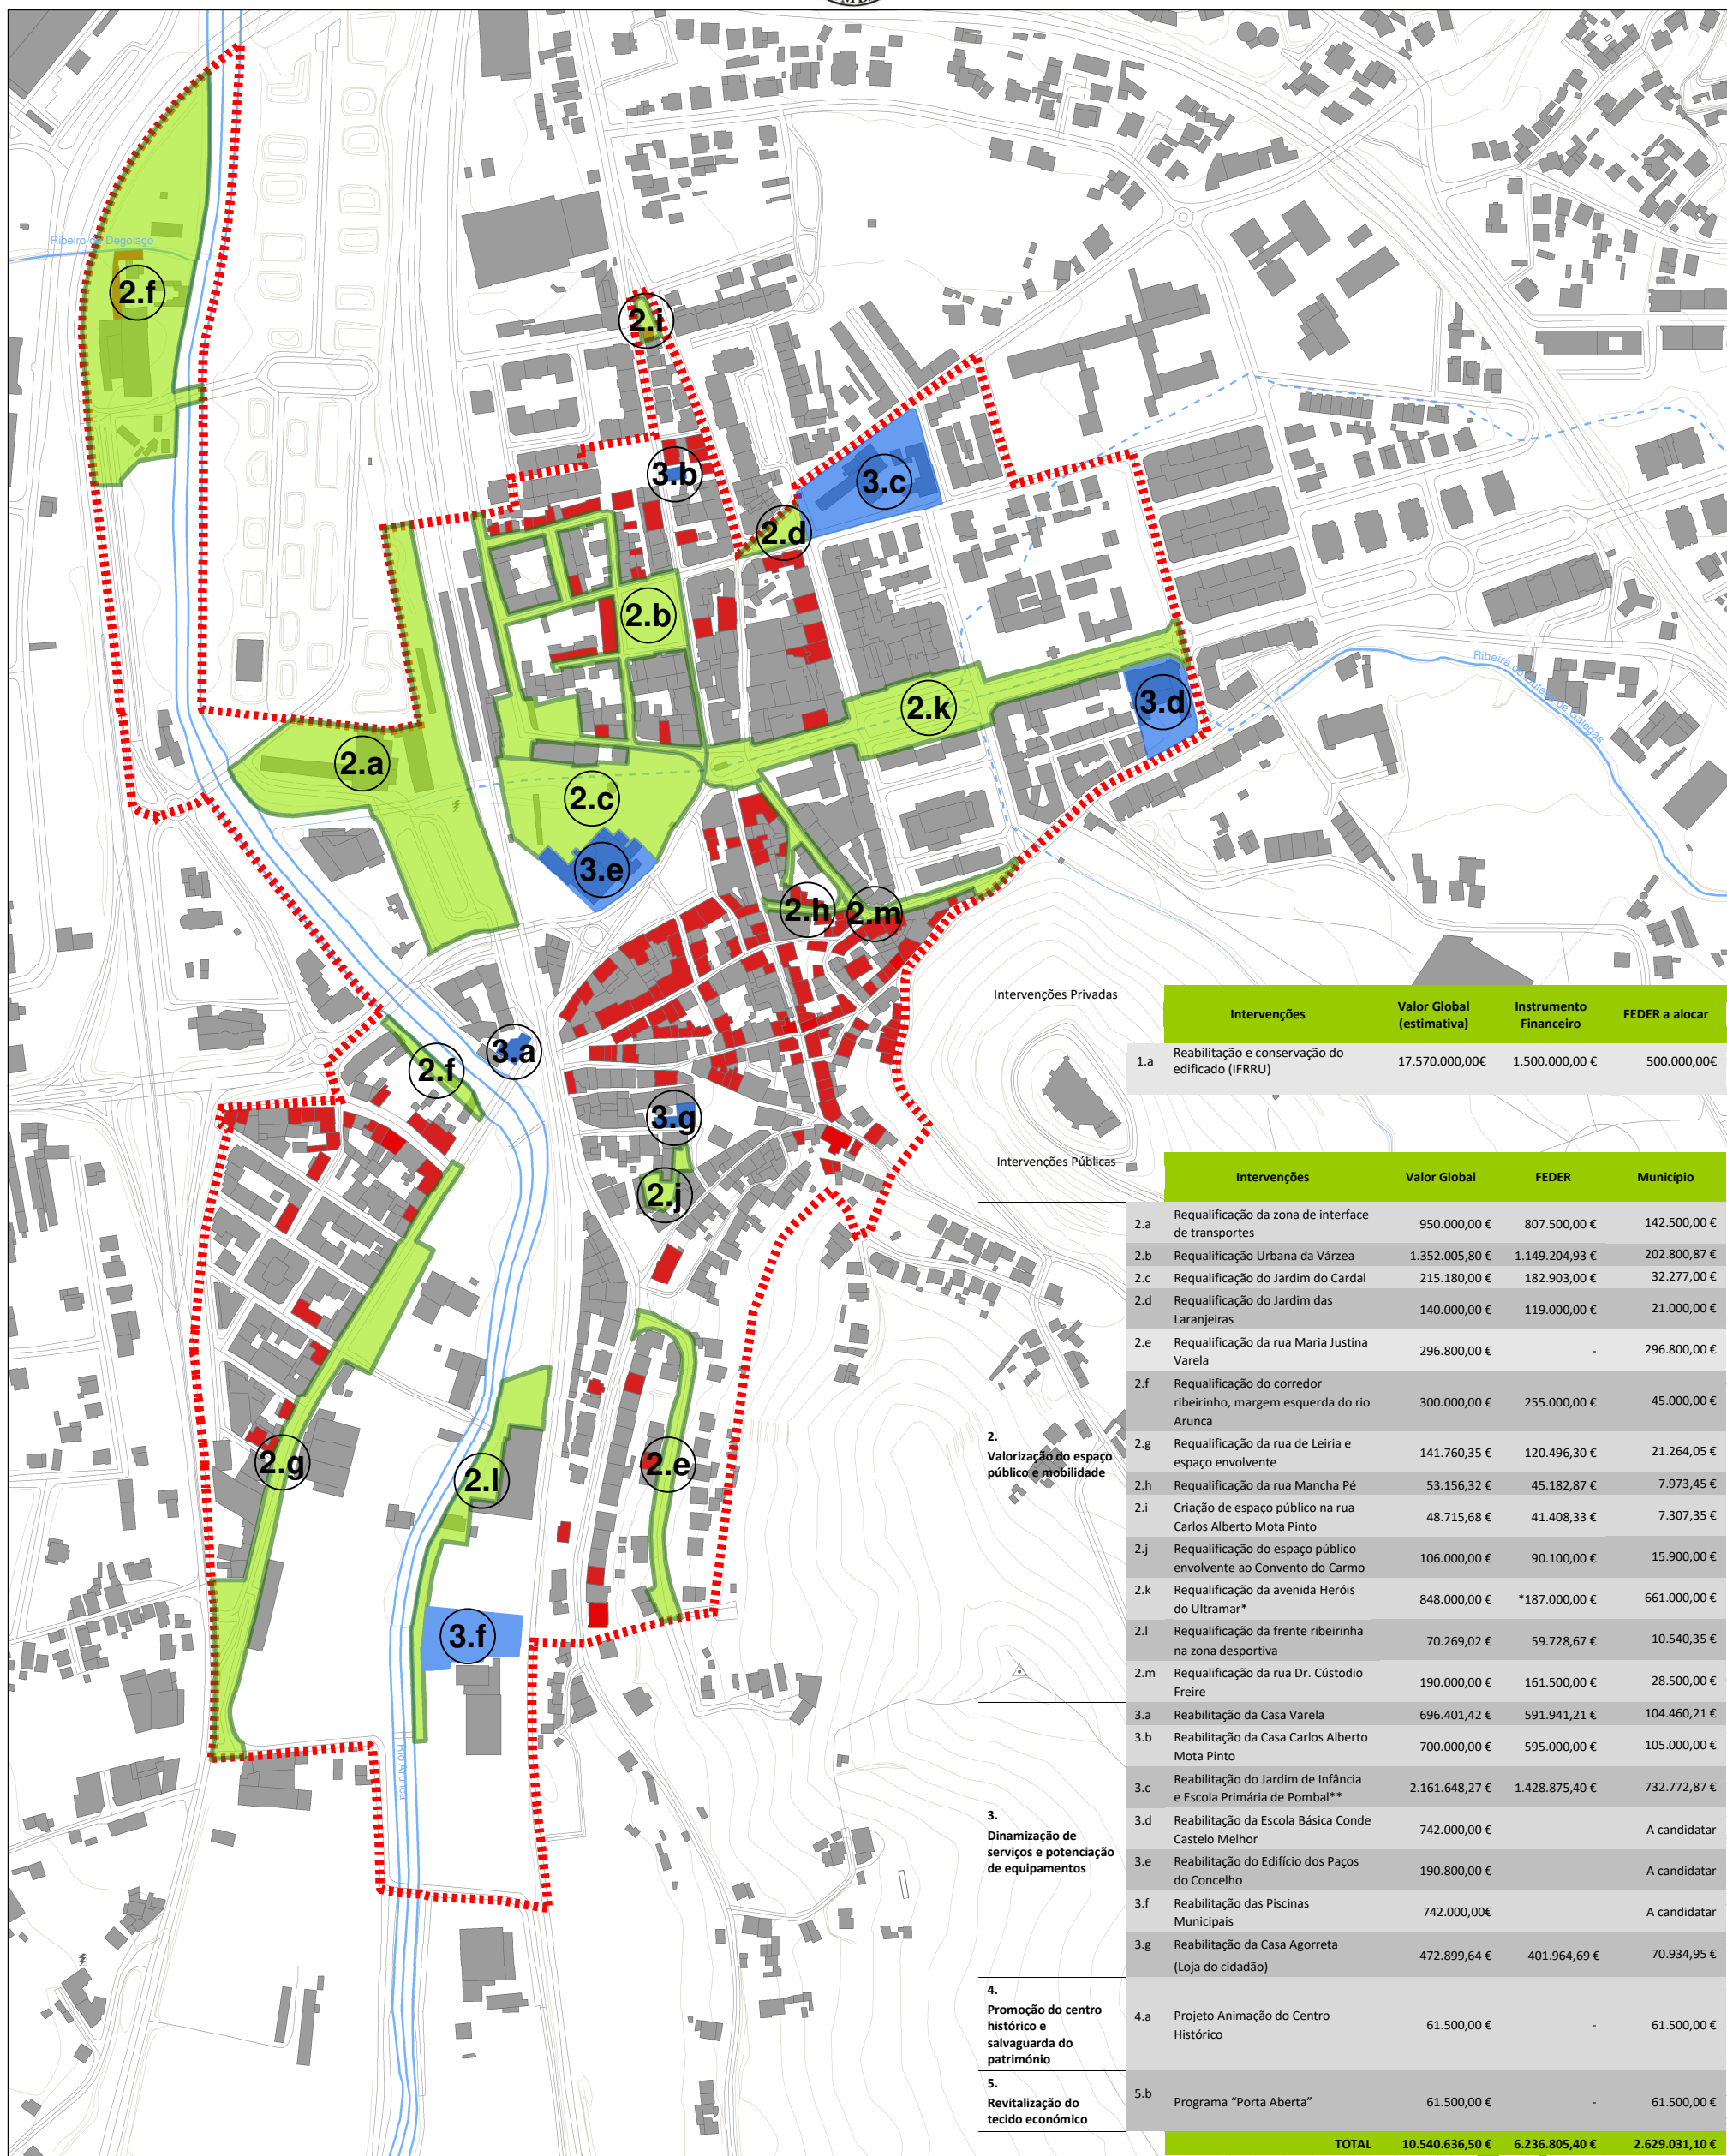 MB
Ribeiro de Degolaço
2.f
2.i
3.b
3.c
2.d
2.b
2.k
3.d
2.a
2.c
3.e
2.h
2.m
3.a
2.f
3.g
2.j
2.g
2.l
2.e
3.f
Rio Arunca
Intervenções Privadas
Intervenções Valor Global (estimativa) Instrumento Financeiro FEDER a alocar
1.a Reabilitação e conservação do edificado (IFRRU) 17.570.000,00€ 1.500.000,00 € 500.000,00€
Intervenções Públicas
Intervenções Valor Global FEDER Município
2.
Valorização do espaço
público e mobilidade
2.a Requalificação da zona de interface de transportes 950.000,00 € 807.500,00 € 142.500,00 €
2.b Requalificação Urbana da Várzea 1.352.005,80 € 1.149.204,93 € 202.800,87 €
2.c Requalificação do Jardim do Cardal 215.180,00 € 182.903,00 € 32.277,00 €
2.d Requalificação do Jardim das Laranjeiras 140.000,00 € 119.000,00 € 21.000,00 €
2.e Requalificação da rua Maria Justina Varela 296.800,00 € - 296.800,00 €
2.f Requalificação do corredor ribeirinho, margem esquerda do rio Arunca 300.000,00 € 255.000,00 € 45.000,00 €
2.g Requalificação da rua de Leiria e espaço envolvente 141.760,35 € 120.496,30 € 21.264,05 €
2.h Requalificação da rua Mancha Pé 53.156,32 € 45.182,87 € 7.973,45 €
2.i Criação de espaço público na rua Carlos Alberto Mota Pinto 48.715,68 € 41.408,33 € 7.307,35 €
2.j Requalificação do espaço público envolvente ao Convento do Carmo 106.000,00 € 90.100,00 € 15.900,00 €
2.k Requalificação da avenida Heróis do Ultramar* 848.000,00 € *187.000,00 € 661.000,00 €
2.l Requalificação da frente ribeirinha na zona desportiva 70.269,02 € 59.728,67 € 10.540,35 €
2.m Requalificação da rua Dr. Cústodio Freire 190.000,00 € 161.500,00 € 28.500,00 €
3.
Dinamização de
serviços e potenciação
de equipamentos
3.a Reabilitação da Casa Varela 696.401,42 € 591.941,21 € 104.460,21 €
3.b Reabilitação da Casa Carlos Alberto Mota Pinto 700.000,00 € 595.000,00 € 105.000,00 €
3.c Reabilitação do Jardim de Infância e Escola Primária de Pombal** 2.161.648,27 € 1.428.875,40 € 732.772,87 €
3.d Reabilitação da Escola Básica Conde Castelo Melhor 742.000,00 € A candidatar
3.e Reabilitação do Edifício dos Paços do Concelho 190.800,00 € A candidatar
3.f Reabilitação das Piscinas Municipais 742.000,00€ A candidatar
3.g Reabilitação da Casa Agorreta (Loja do cidadão) 472.899,64 € 401.964,69 € 70.934,95 €
4.
Promoção do centro
histórico e
salvaguarda do
património
4.a Projeto Animação do Centro Histórico 61.500,00 € - 61.500,00 €
5.
Revitalização do
tecido económico
5.b Programa “Porta Aberta” 61.500,00 € - 61.500,00 €
TOTAL 10.540.636,50 € 6.236.805,40 € 2.629.031,10 €